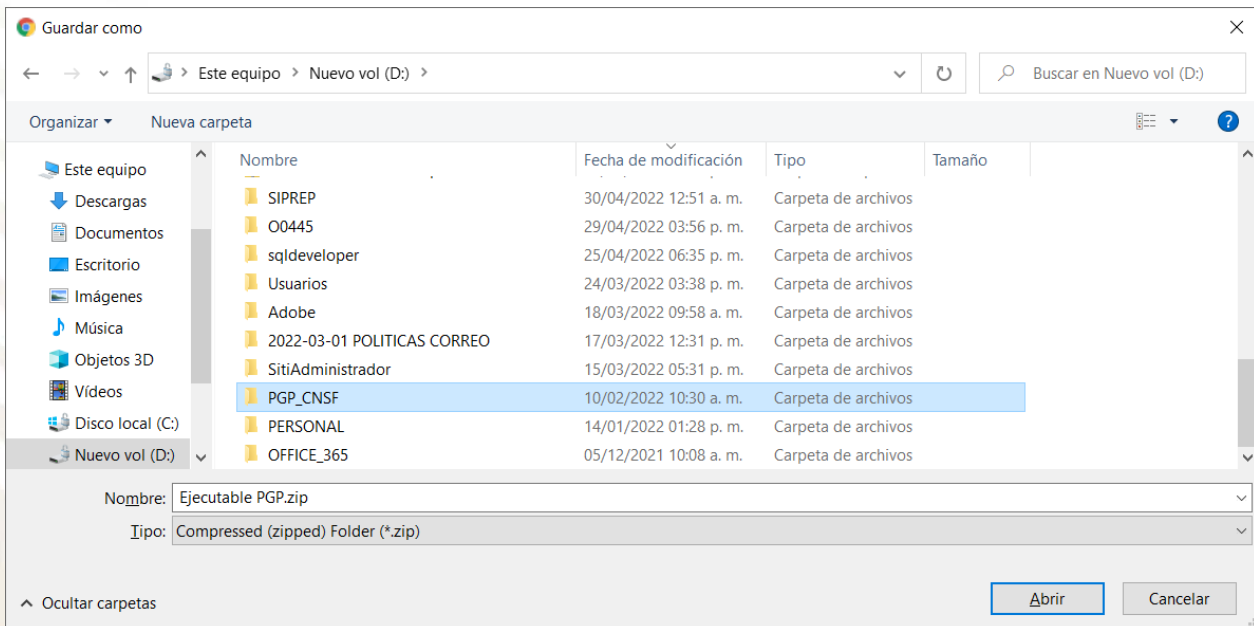 Guardar como
Este equipo > Nuevo vol (D:) >
Buscar en Nuevo vol (D:)
Organizar Nueva carpeta
Nombre Fecha de modificación Tipo Tamaño
Este equipo
Descargas
Documentos
Escritorio
Imágenes
Música
Objetos 3D
Vídeos
Disco local (C:)
Nuevo vol (D:)
SIPREP 30/04/2022 12:51 a. m. Carpeta de archivos
O0445 29/04/2022 03:56 p. m. Carpeta de archivos
sqldeveloper 25/04/2022 06:35 p. m. Carpeta de archivos
Usuarios 24/03/2022 03:38 p. m. Carpeta de archivos
Adobe 18/03/2022 09:58 a. m. Carpeta de archivos
2022-03-01 POLITICAS CORREO 17/03/2022 12:31 p. m. Carpeta de archivos
SitiAdministrador 15/03/2022 05:31 p. m. Carpeta de archivos
PGP_CNSF 10/02/2022 10:30 a. m. Carpeta de archivos
PERSONAL 14/01/2022 01:28 p. m. Carpeta de archivos
OFFICE_365 05/12/2021 10:08 a. m. Carpeta de archivos
Nombre: Ejecutable PGP.zip
Tipo: Compressed (zipped) Folder (*.zip)
Ocultar carpetas
Abrir Cancelar